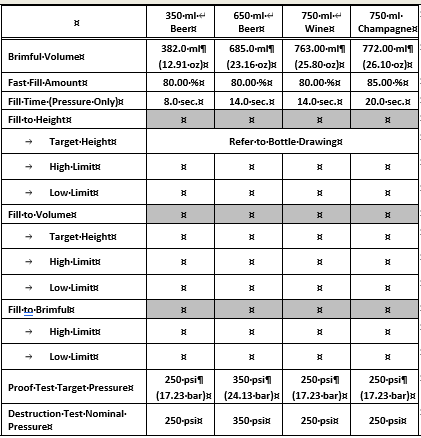 350 ml
Beer
650 ml
Beer
750 ml
Wine
750 ml
Champagne
Brimful Volume
382.0 ml
(12.91 oz)
685.0 ml
(23.16 oz)
763.00 ml
(25.80 oz)
772.00 ml
(26.10 oz)
Fast Fill Amount
80.00 %
80.00 %
80.00 %
85.00 %
Fill Time (Pressure Only)
8.0 sec.
14.0 sec.
14.0 sec.
20.0 sec.
Fill to Height
Target Height
Refer to Bottle Drawing
High Limit
Low Limit
Fill to Volume
Target Height
High Limit
Low Limit
Fill to Brimful
High Limit
Low Limit
Proof Test Target Pressure
250 psi
(17.23 bar)
350 psi
(24.13 bar)
250 psi
(17.23 bar)
250 psi
(17.23 bar)
Destruction Test Nominal
Pressure
250 psi
350 psi
250 psi
250 psi